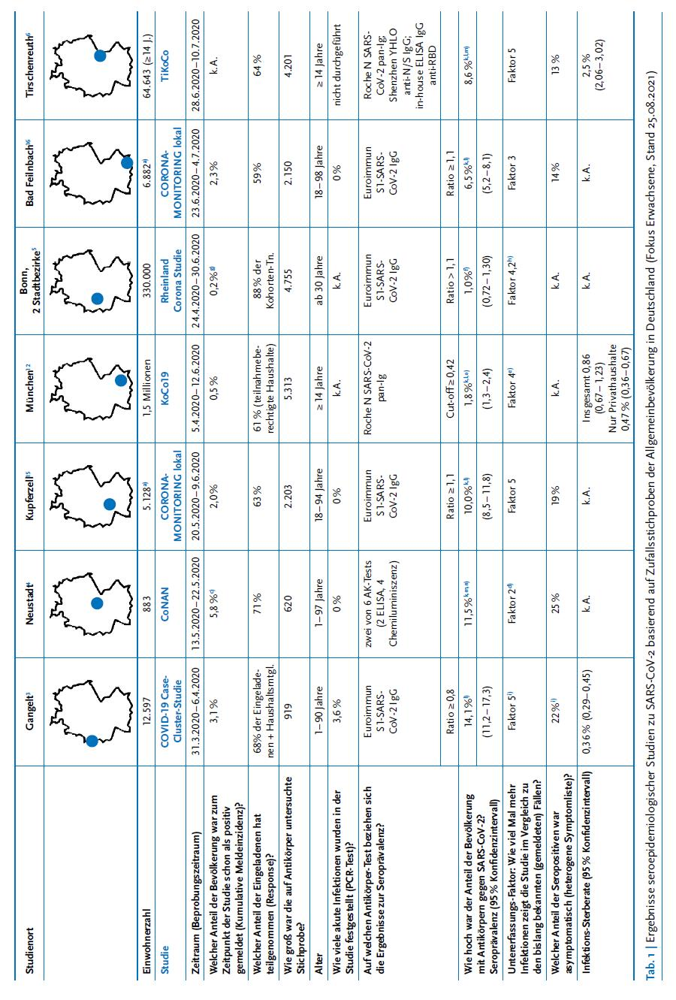 Studienort
Gangelt³
Neustadt⁴
Kupferzell¹⁵
München¹²
Bonn,
2 Stadtbezirke⁵
Bad Feilnbach¹⁶
Tirschenreuth⁶
Einwohnerzahl
12.597
883
5.128ᵃ⁾
1,5 Millionen
330.000
6.882ᵃ⁾
64.643 (≥ 14 J.)
Studie
COVID-19 Case-
Cluster-Studie
CoNAN
CORONA-
MONITORING lokal
KoCo19
Rheinland
Corona Studie
CORONA-
MONITORING lokal
TiKoCo
Zeitraum (Beprobungszeitraum)
31.3.2020–6.4.2020
13.5.2020–22.5.2020
20.5.2020–9.6.2020
5.4.2020–12.6.2020
24.4.2020–30.6.2020
23.6.2020–4.7.2020
28.6.2020–10.7.2020
Welcher Anteil der Bevölkerung war zum
Zeitpunkt der Studie schon als positiv
gemeldet (Kumulative Meldeinzidenz)?
3,1 %
5,8 %ᶜ⁾
2,0 %
0,5 %
0,2 %ᵍ⁾
2,3 %
k. A.
Welcher Anteil der Eingeladenen hat
teilgenommen (Response)?
68% der Eingelade-
nen + Haushaltsmtgl.
71 %
63 %
61 % (teilnahmebe-
rechtigte Haushalte)
88 % der
Kohorten-Tn.
59 %
64 %
Wie groß war die auf Antikörper untersuchte
Stichprobe?
919
620
2.203
5.313
4.755
2.150
4.201
Alter
1–90 Jahre
1–97 Jahre
18–94 Jahre
≥ 14 Jahre
ab 30 Jahre
18–98 Jahre
≥ 14 Jahre
Wie viele akute Infektionen wurden in der
Studie festgestellt (PCR-Test)?
3,6 %
0 %
0 %
k. A.
k. A.
0 %
nicht durchgeführt
Auf welchen Antikörper-Test beziehen sich
die Ergebnisse zur Seroprävalenz?
Euroimmun
S1-SARS-
CoV-2 IgG
zwei von 6 AK-Tests
(2 ELISA, 4
Chemiluminiszenz)
Euroimmun
S1-SARS-
CoV-2 IgG
Roche N SARS-CoV-2
pan-Ig
Euroimmun
S1-SARS-
CoV-2 IgG
Euroimmun
S1-SARS-
CoV-2 IgG
Roche N SARS-
CoV-2 pan-Ig;
Shenzhen YHLO
anti-N/S IgG;
in-house ELISA IgG
anti-RBD
Ratio ≥ 0,8
Ratio ≥ 1,1
Cut-off ≥ 0,42
Ratio > 1,1
Ratio ≥ 1,1
Wie hoch war der Anteil der Bevölkerung
mit Antikörpern gegen SARS-CoV-2?
Seroprävalenz (95 % Konfidenzintervall)
14,1 %
11,5 %ᵏ,ᵐ,ⁿ⁾
10,0 %ᵏ,ˡ⁾
1,8 %ᵏ,ˡ,ᵒ⁾
1,0 %ᶠ⁾
6,5 %ᵏ,ˡ⁾
8,6 %ᵏ,ˡ,ᵐ⁾
(11,2–17,3)
(8,5–11,8)
(1,3–2,4)
(0,72–1,30)
(5,2–8,1)
Untererfassungs-Faktor: Wie viel Mal mehr
Infektionen zeigt die Studie im Vergleich zu
den bislang bekannten (gemeldeten) Fällen?
Faktor 5ⁱ⁾
Faktor 2ᵈ⁾
Faktor 5
Faktor 4ᵉ⁾
Faktor 4,2ʰ⁾
Faktor 3
Faktor 5
Welcher Anteil der Seropositiven war
asymptomatisch (heterogene Symptomliste)?
22 %ⁱ⁾
25 %
19 %
k. A.
k. A.
14 %
13 %
Infektions-Sterberate (95 % Konfidenzintervall)
0,36 % (0,29–0,45)
k. A.
k. A.
Insgesamt 0,86
(0,67–1,23)
Nur Privathaushalte
0,47 % (0,36–0,67)
k. A.
k. A.
2,5 %
(2,06–3,02)
Tab. 1 | Ergebnisse seroepidemiologischer Studien zu SARS-CoV-2 basierend auf Zufallsstichproben der Allgemeinbevölkerung in Deutschland (Fokus Erwachsene, Stand 25.08.2021)